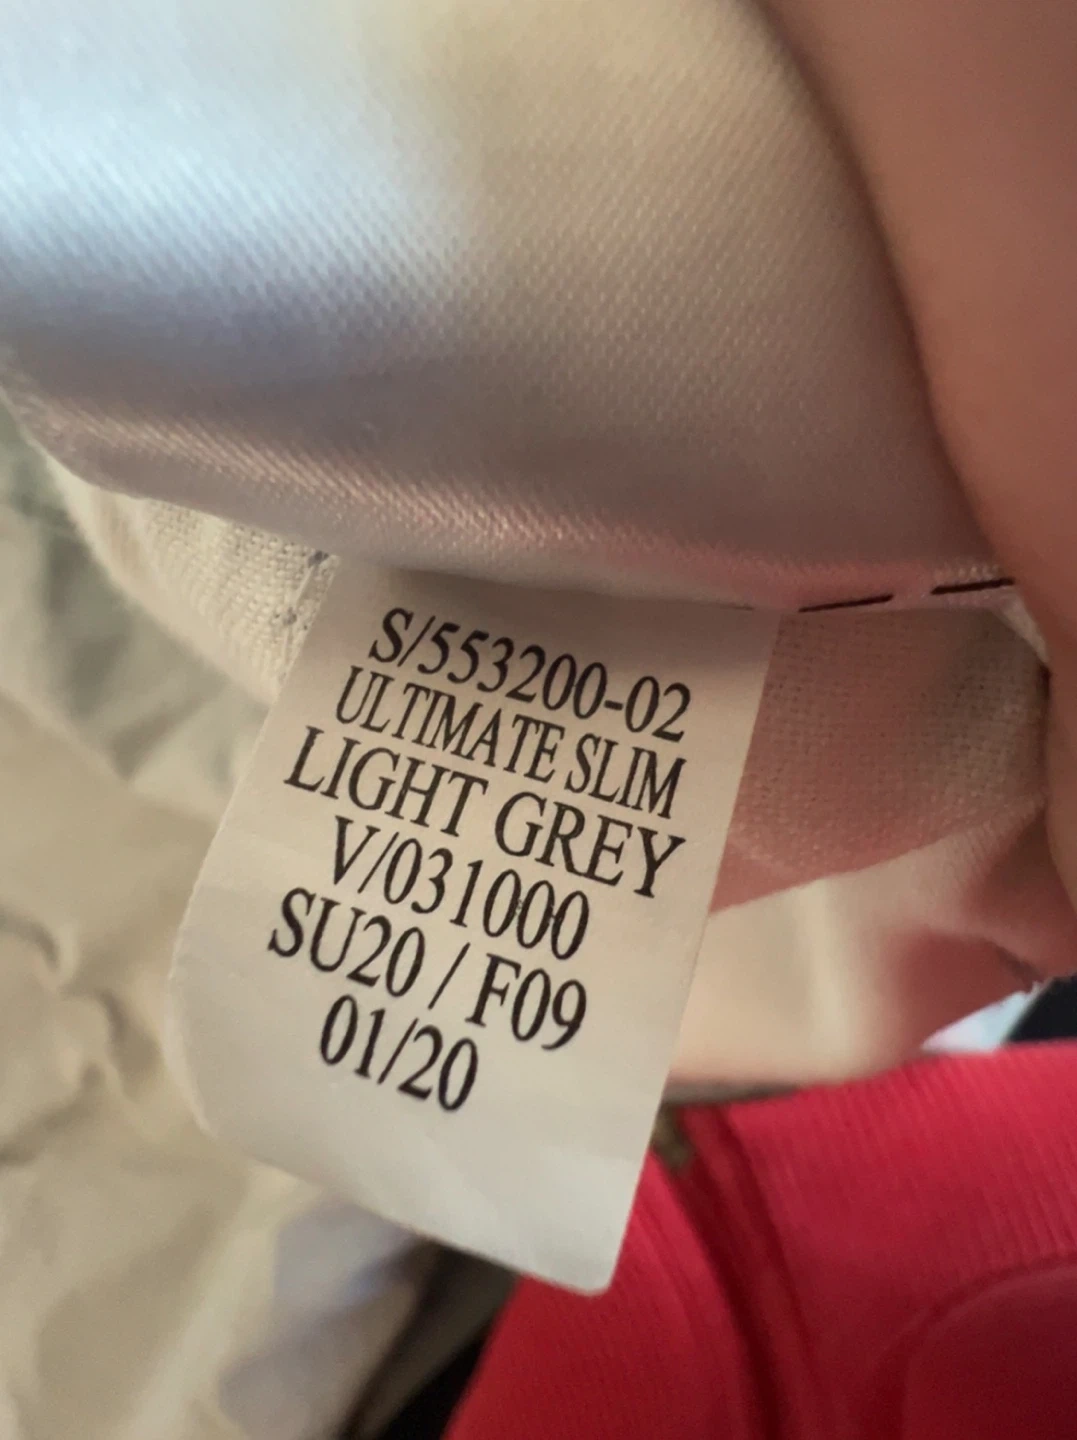 S/553200-02
ULTIMATE SLIM
LIGHT GREY
V/031000
SU20 / F09
01/20